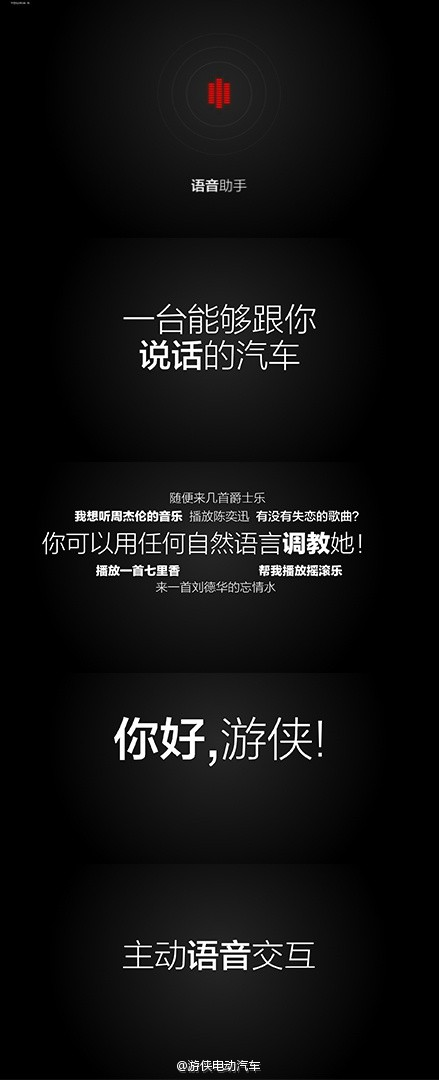 语音助手
一台能够跟你
说话的汽车
随便来几首爵士乐
我想听周杰伦的音乐 播放陈奕迅 有没有失恋的歌曲?
你可以用任何自然语言调教她!
播放一首七里香 帮我播放摇滚乐
来一首刘德华的忘情水
你好,游侠!
主动语音交互
@游侠电动汽车